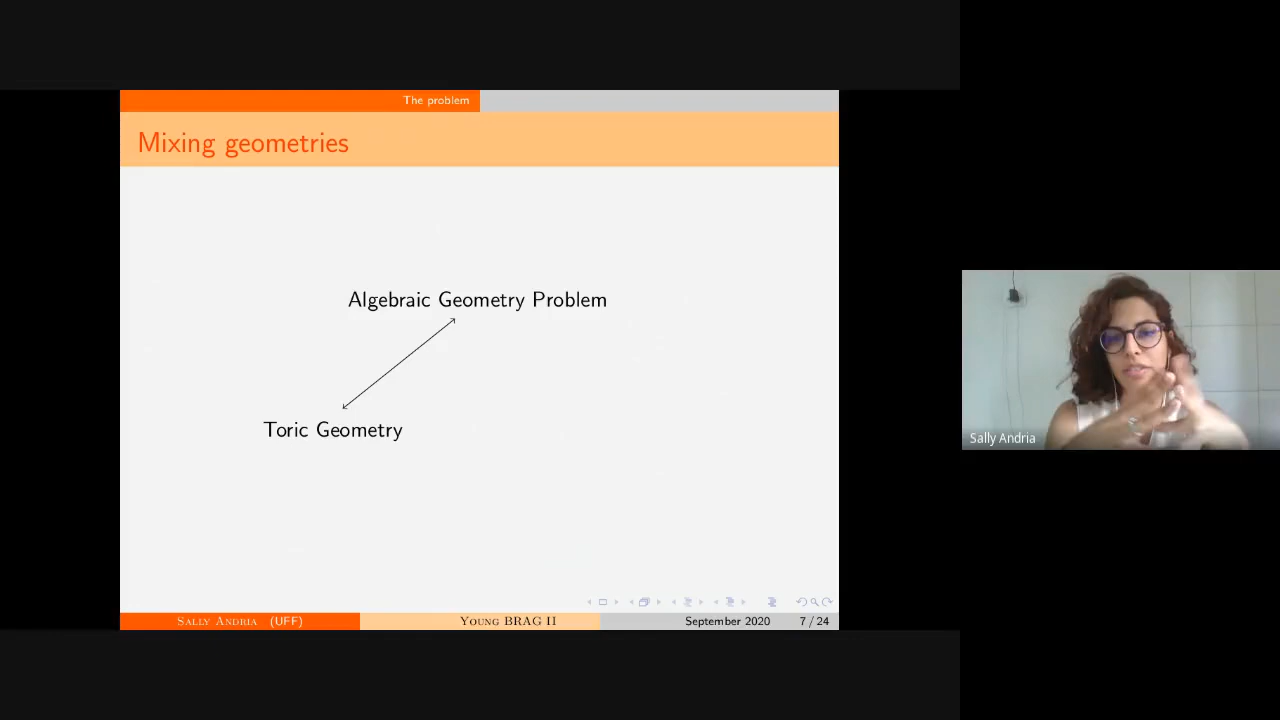 The problem
Mixing geometries
Algebraic Geometry Problem
Toric Geometry
Sally Andria (UFF)
Young BRAG II
September 2020
7 / 24
Sally Andria